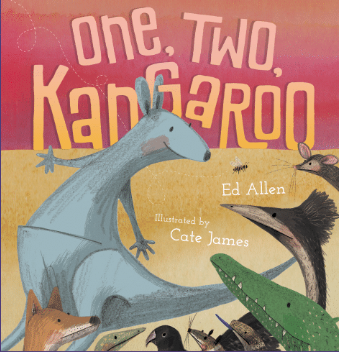 One, Two,
KanGaROO
Ed Allen
Illustrated by
Cate James